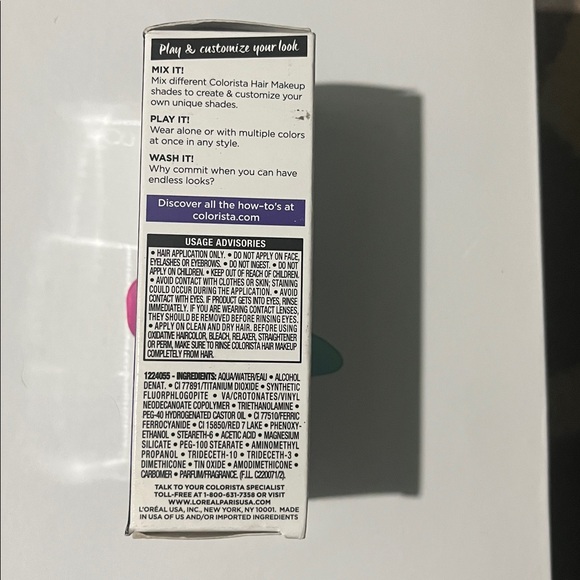 Play & customize your look
MIX IT!
Mix different Colorista Hair Makeup
shades to create & customize your
own unique shades.
PLAY IT!
Wear alone or with multiple colors
at once in any style.
WASH IT!
Why commit when you can have
endless looks?
Discover all the how-to's at
colorista.com
USAGE ADVISORIES
• HAIR APPLICATION ONLY. • DO NOT APPLY ON FACE,
EYELASHES OR EYEBROWS. • DO NOT INGEST. • DO NOT
APPLY ON CHILDREN. • KEEP OUT OF REACH OF CHILDREN.
• AVOID CONTACT WITH CLOTHES OR SKIN; STAINING
COULD OCCUR DURING THE APPLICATION. • AVOID
CONTACT WITH EYES. IF PRODUCT GETS INTO EYES, RINSE
IMMEDIATELY. IF YOU ARE WEARING CONTACT LENSES,
THEY SHOULD BE REMOVED BEFORE RINSING EYES.
• APPLY ON CLEAN AND DRY HAIR. BEFORE USING
OXIDATIVE HAIRCOLOR, BLEACH, RELAXER, STRAIGHTENER
OR PERM, MAKE SURE TO RINSE COLORISTA HAIR MAKEUP
COMPLETELY FROM HAIR.
1224055 - INGREDIENTS: AQUA/WATER/EAU • ALCOHOL
DENAT. • CI 77891/TITANIUM DIOXIDE • SYNTHETIC
FLUORPHLOGOPITE • VA/CROTONATES/VINYL
NEODECANOATE COPOLYMER • TRIETHANOLAMINE •
PEG-40 HYDROGENATED CASTOR OIL • CI 77510/FERRIC
FERROCYANIDE • CI 15850/RED 7 LAKE • PHENOXY-
ETHANOL • STEARETH-6 • ACETIC ACID • MAGNESIUM
SILICATE • PEG-100 STEARATE • AMINOMETHYL
PROPANOL • TRIDECETH-10 • TRIDECETH-3 •
DIMETHICONE • TIN OXIDE • AMODIMETHICONE •
CARBOMER • PARFUM/FRAGRANCE. (F.I.L. C220071/2).
TALK TO YOUR COLORISTA SPECIALIST
TOLL-FREE AT 1-800-631-7358 OR VISIT
WWW.LOREALPARISUSA.COM
L'ORÉAL USA, INC., NEW YORK, NY 10001. MADE
IN USA OF US AND/OR IMPORTED INGREDIENTS